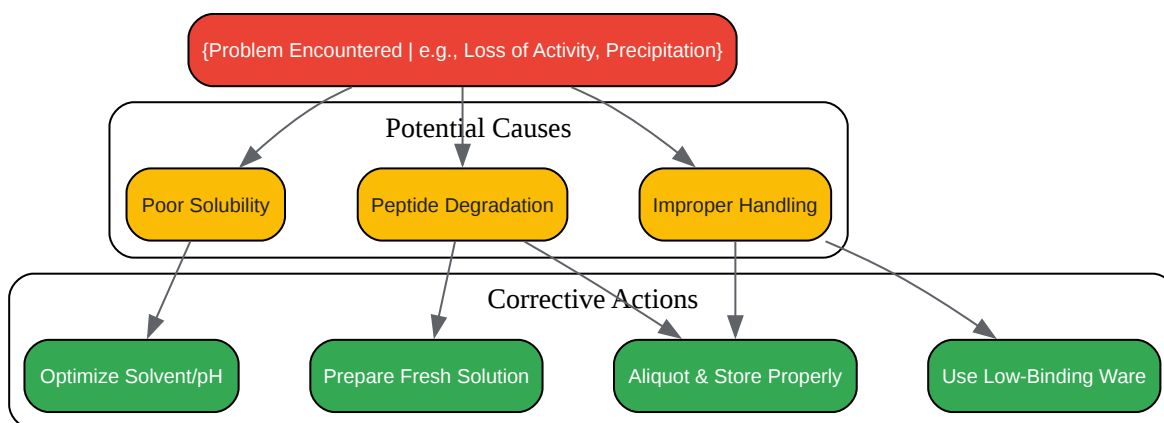 {Problem Encountered | e.g., Loss of Activity, Precipitation}
Potential Causes
Poor Solubility
Peptide Degradation
Improper Handling
Corrective Actions
Optimize Solvent/pH
Prepare Fresh Solution
Aliquot & Store Properly
Use Low-Binding Ware